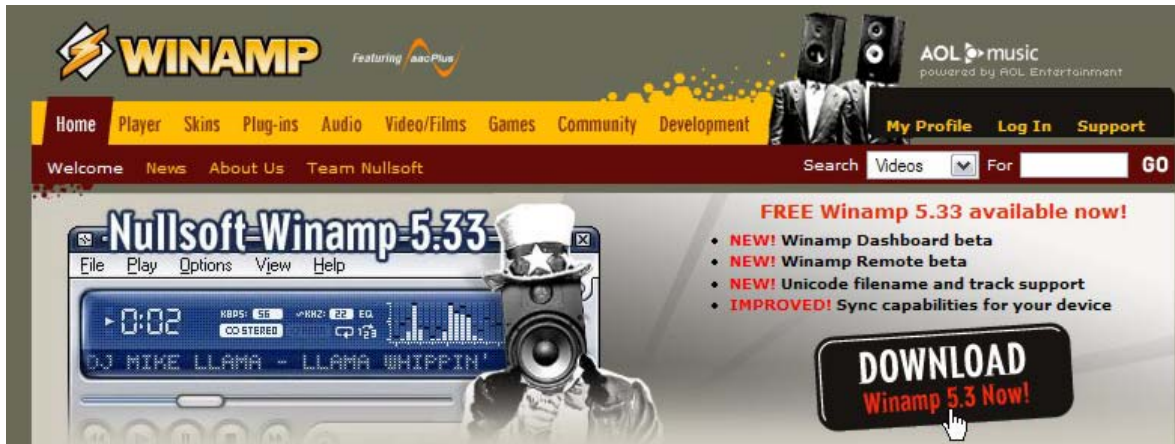 WINAMP
Featuring aacPlus
AOL music
powered by AOL Entertainment
Home Player Skins Plug-ins Audio Video/Films Games Community Development
My Profile Log In Support
Welcome News About Us Team Nullsoft
Search Videos For GO
Nullsoft Winamp 5.33
File Play Options View Help
0:02 KBPS: 56 KHZ: 22 EQ
STEREO 123
DJ MIKE LLAMA - LLAMA WHIPPIN'
FREE Winamp 5.33 available now!
• NEW! Winamp Dashboard beta
• NEW! Winamp Remote beta
• NEW! Unicode filename and track support
• IMPROVED! Sync capabilities for your device
DOWNLOAD
Winamp 5.3 Now!